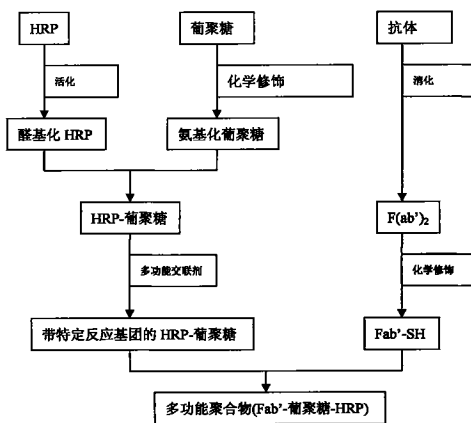 HRP
葡聚糖
抗体
活化
化学修饰
消化
醛基化 HRP
氨基化葡聚糖
HRP-葡聚糖
F(ab’)2
多功能交联剂
化学修饰
带特定反应基团的 HRP-葡聚糖
Fab’-SH
多功能聚合物(Fab’-葡聚糖-HRP)